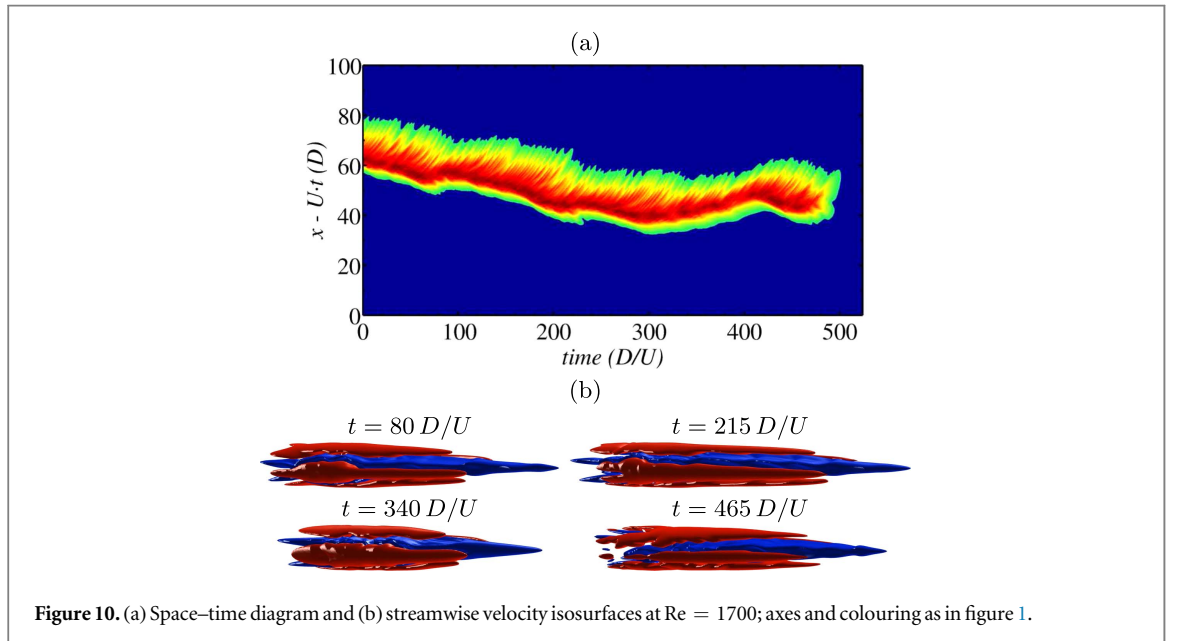 (a)
100
80
60
40
20
0
x - U·t (D)
0 100 200 300 400 500
time (D/U)
(b)
t = 80 D/U t = 215 D/U
t = 340 D/U t = 465 D/U
Figure 10. (a) Space–time diagram and (b) streamwise velocity isosurfaces at Re = 1700; axes and colouring as in figure 1.